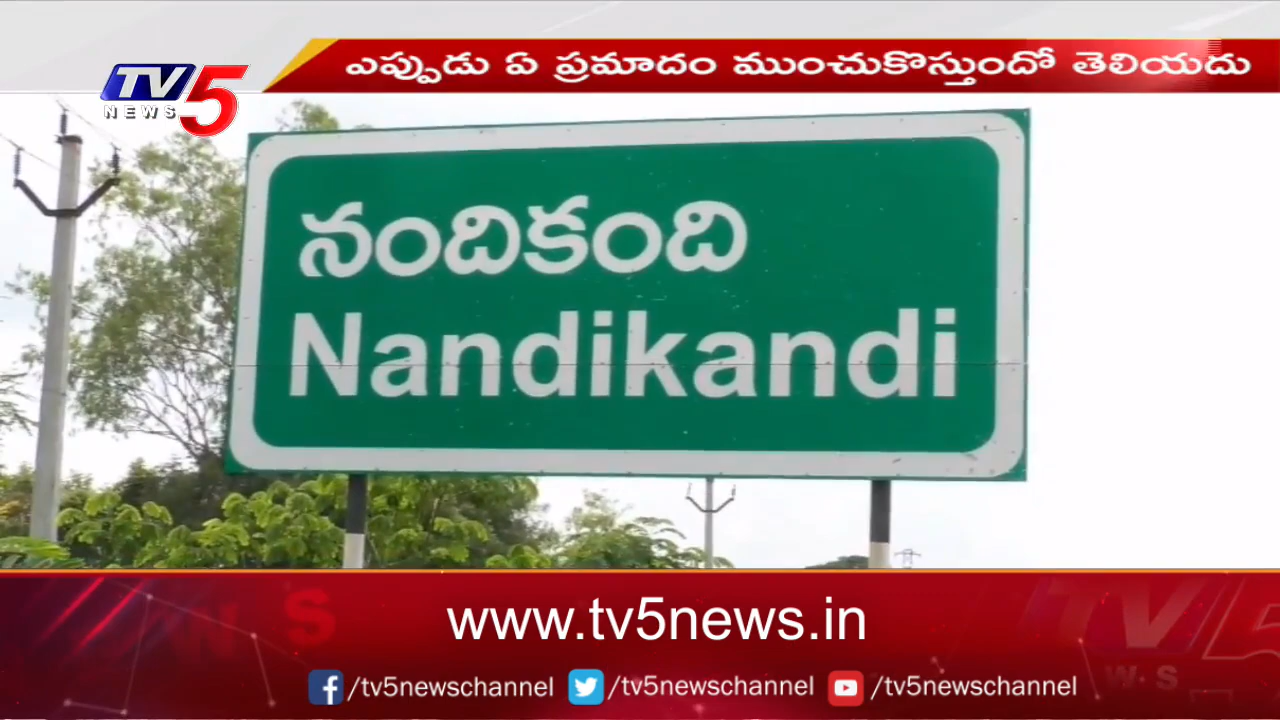 ఎప్పుడు ఏ ప్రమాదం ముంచుకొస్తుందో తెలియదు
TV5
NEWS
నందికంది
Nandikandi
www.tv5news.in
/tv5newschannel /tv5newschannel /tv5newschannel